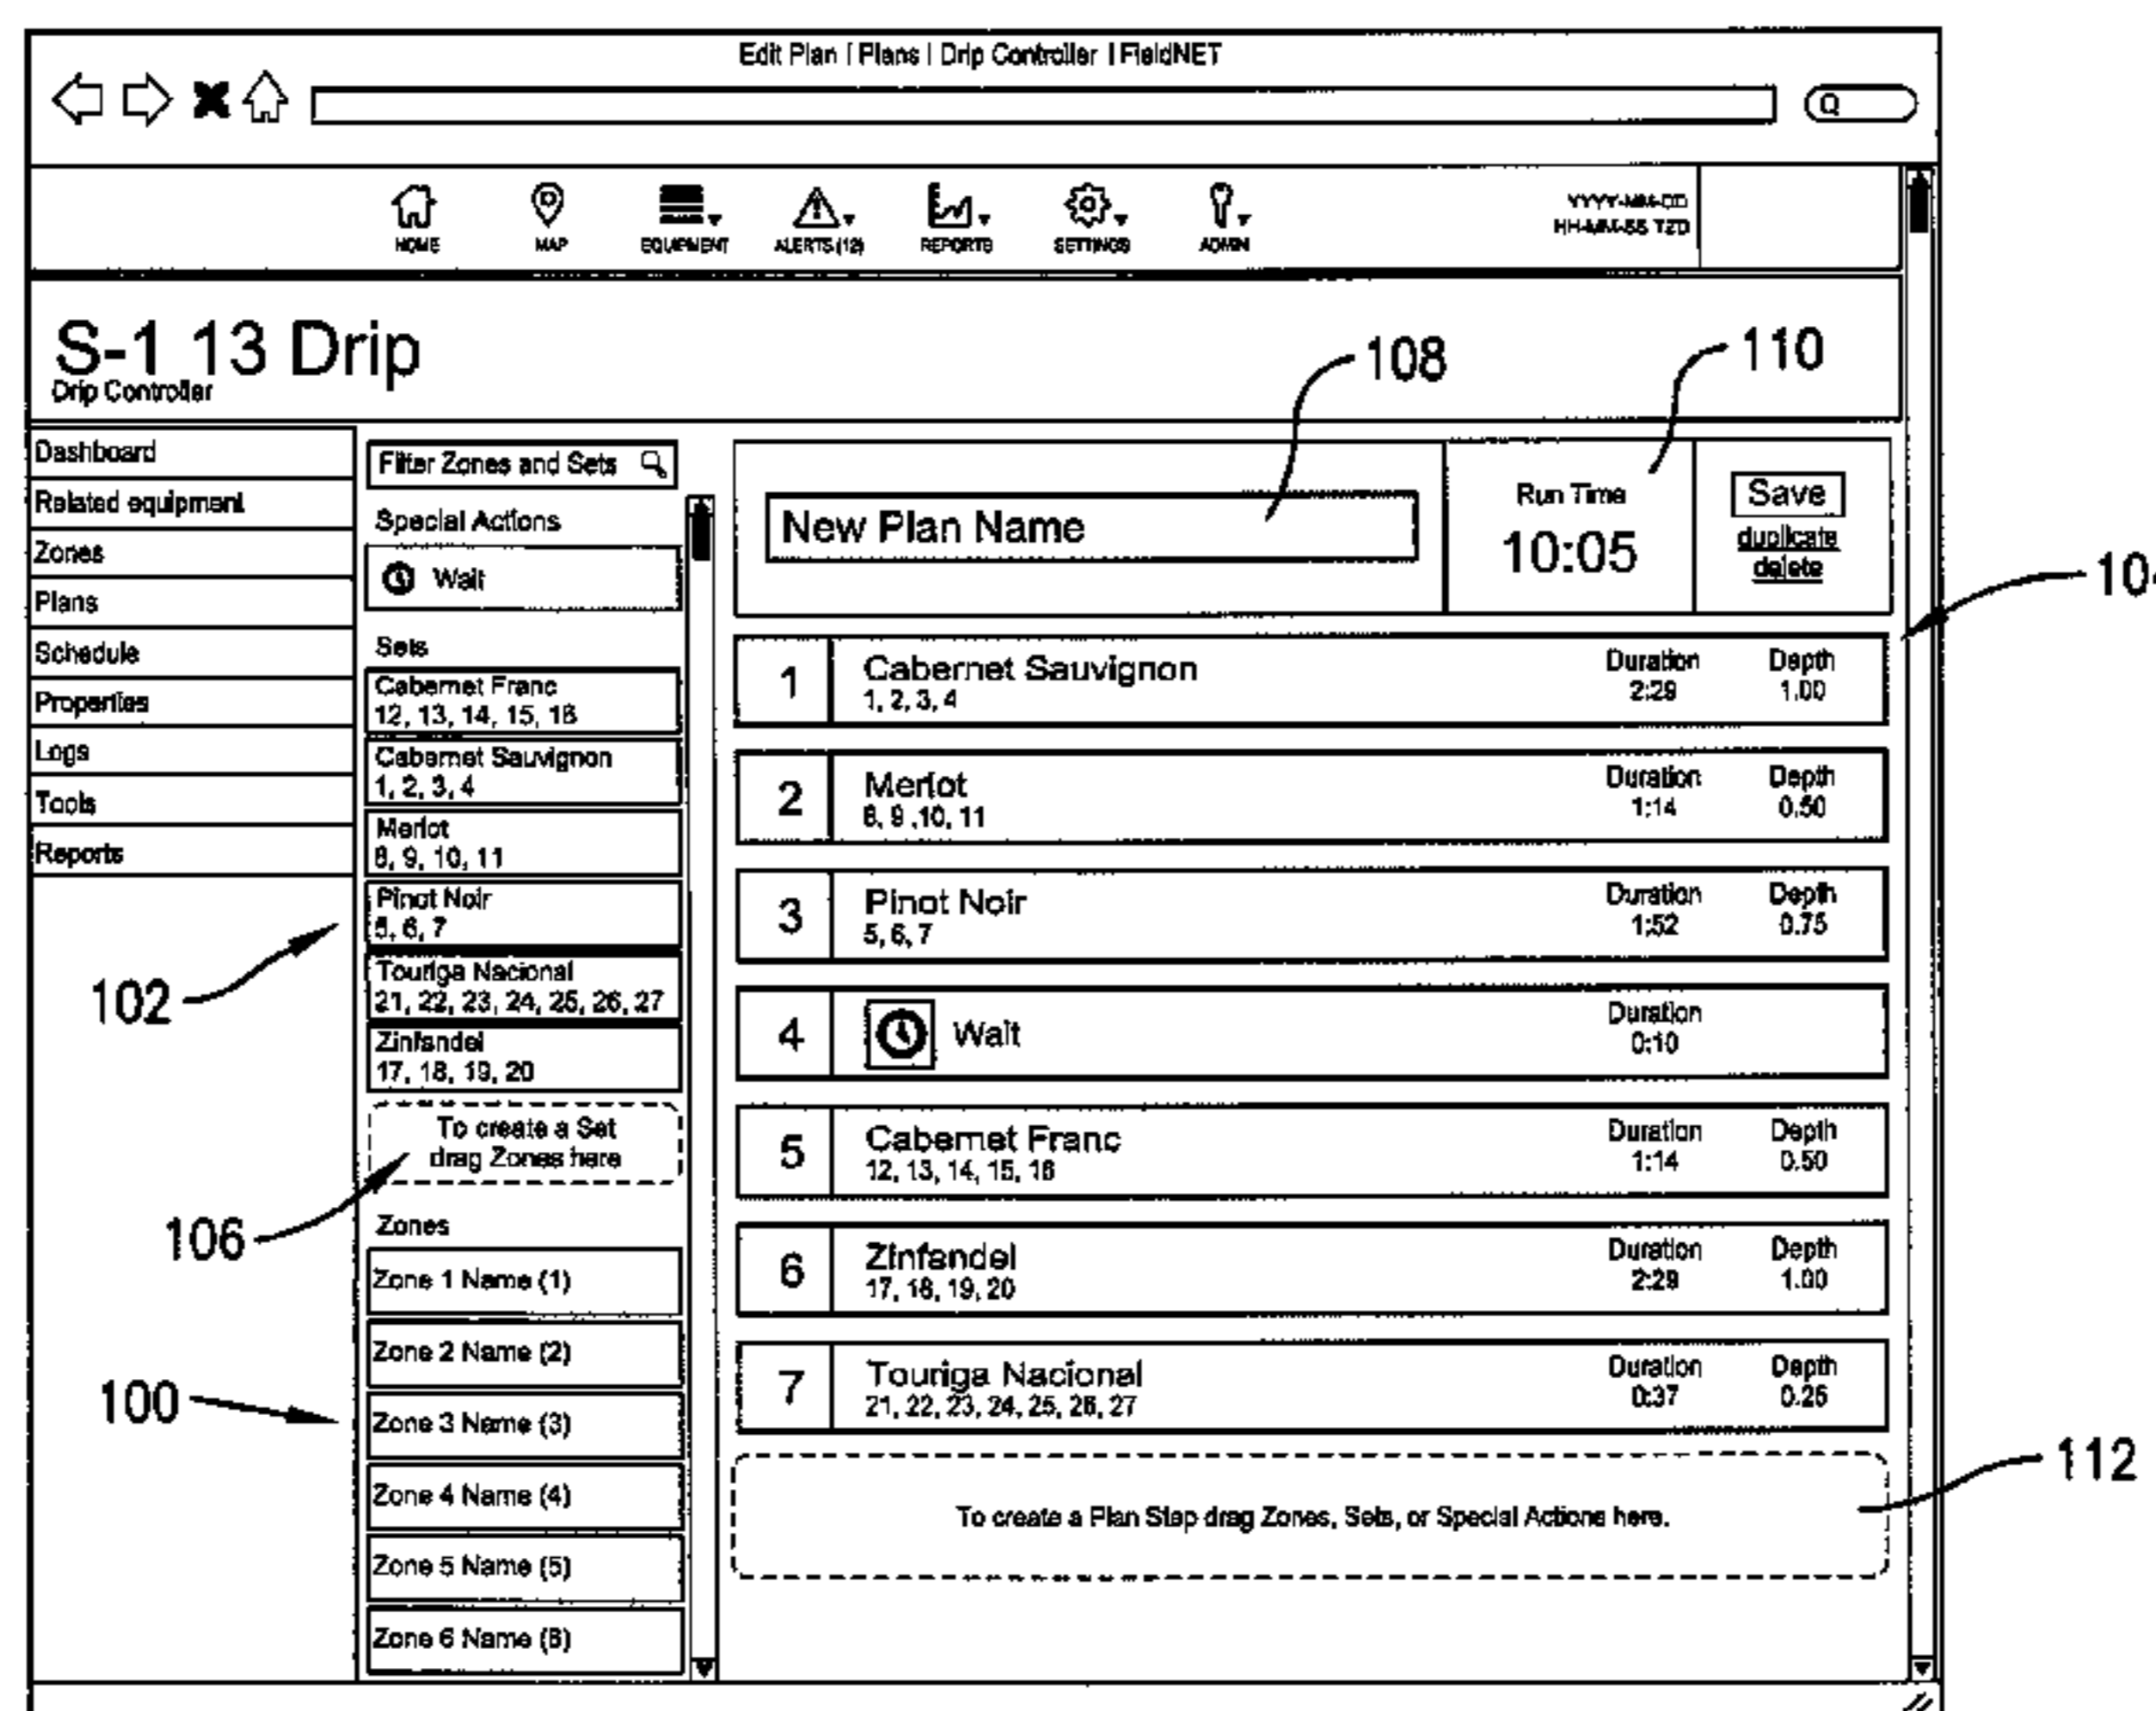 Edit Plan | Plans | Drip Controller | FieldNET
Q
HOME MAP EQUIPMENT ALERTS (12) REPORTS SETTINGS ADMIN
YYYY-MM-DD
HH-MM-SS TZD
S-1 13 Drip
Drip Controller
108
110
Dashboard
Related equipment
Zones
Plans
Schedule
Properties
Logs
Tools
Reports
102
106
100
Filter Zones and Sets
Special Actions
Wait
Sets
Cabernet Franc
12, 13, 14, 15, 16
Cabernet Sauvignon
1, 2, 3, 4
Merlot
8, 9, 10, 11
Pinot Noir
5, 6, 7
Touriga Nacional
21, 22, 23, 24, 25, 26, 27
Zinfandel
17, 18, 19, 20
To create a Set
drag Zones here
Zones
Zone 1 Name (1)
Zone 2 Name (2)
Zone 3 Name (3)
Zone 4 Name (4)
Zone 5 Name (5)
Zone 6 Name (6)
New Plan Name
Run Time
10:05
Save
duplicate
delete
1 Cabernet Sauvignon Duration Depth
1, 2, 3, 4 2:29 1.00
2 Merlot Duration Depth
8, 9 ,10, 11 1:14 0.50
3 Pinot Noir Duration Depth
5, 6, 7 1:52 0.75
4 Wait Duration
0:10
5 Cabernet Franc Duration Depth
12, 13, 14, 15, 16 1:14 0.50
6 Zinfandel Duration Depth
17, 18, 19, 20 2:29 1.00
7 Touriga Nacional Duration Depth
21, 22, 23, 24, 25, 26, 27 0:37 0.25
To create a Plan Step drag Zones, Sets, or Special Actions here.
112